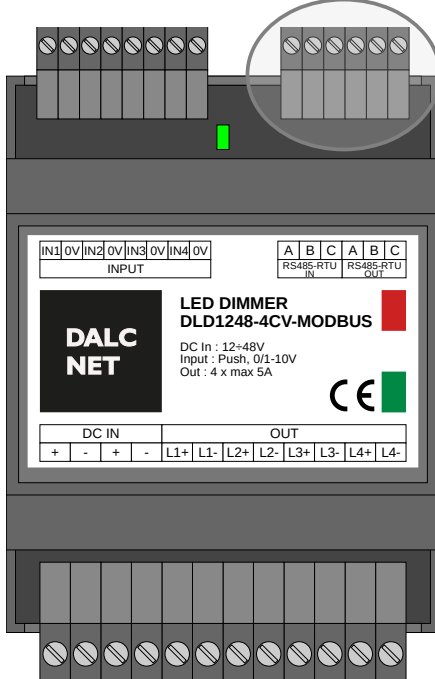 IN1 0V IN2 0V IN3 0V IN4 0V
INPUT
A B C A B C
RS485-RTU IN RS485-RTU OUT
DALC
NET
LED DIMMER
DLD1248-4CV-MODBUS
DC In : 12÷48V
Input : Push, 0/1-10V
Out : 4 x max 5A
CE
DC IN OUT
+ - + - L1+ L1- L2+ L2- L3+ L3- L4+ L4-